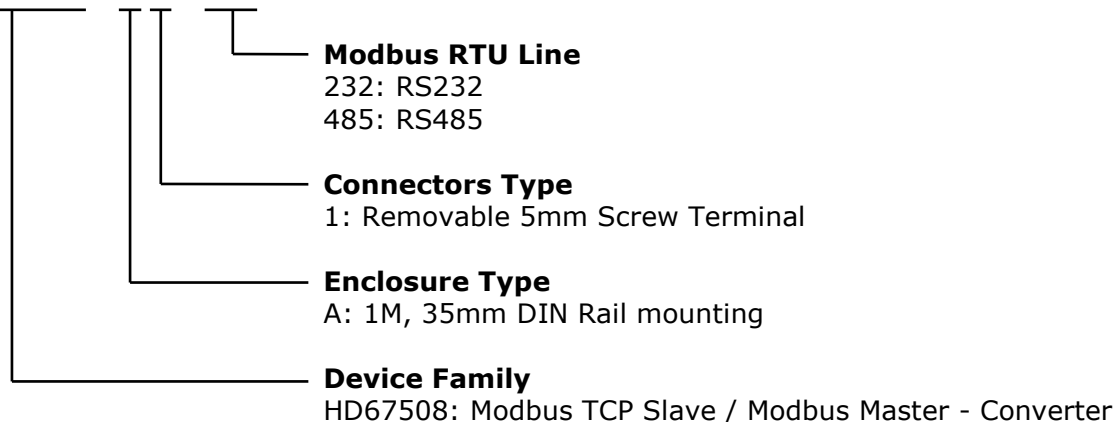 Modbus RTU Line
232: RS232
485: RS485
Connectors Type
1: Removable 5mm Screw Terminal
Enclosure Type
A: 1M, 35mm DIN Rail mounting
Device Family
HD67508: Modbus TCP Slave / Modbus Master - Converter